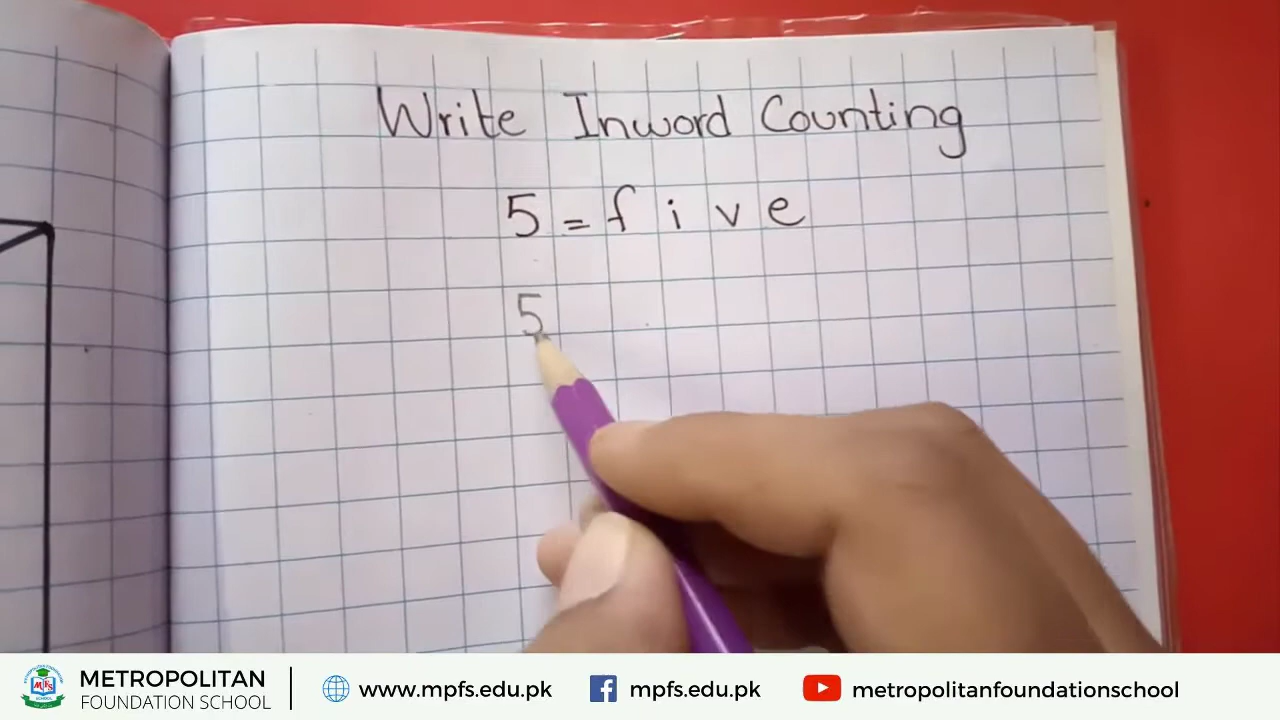 Write Inword Counting
5 = five
5
METROPOLITAN
FOUNDATION SCHOOL
www.mpfs.edu.pk
mpfs.edu.pk
metropolitanfoundationschool